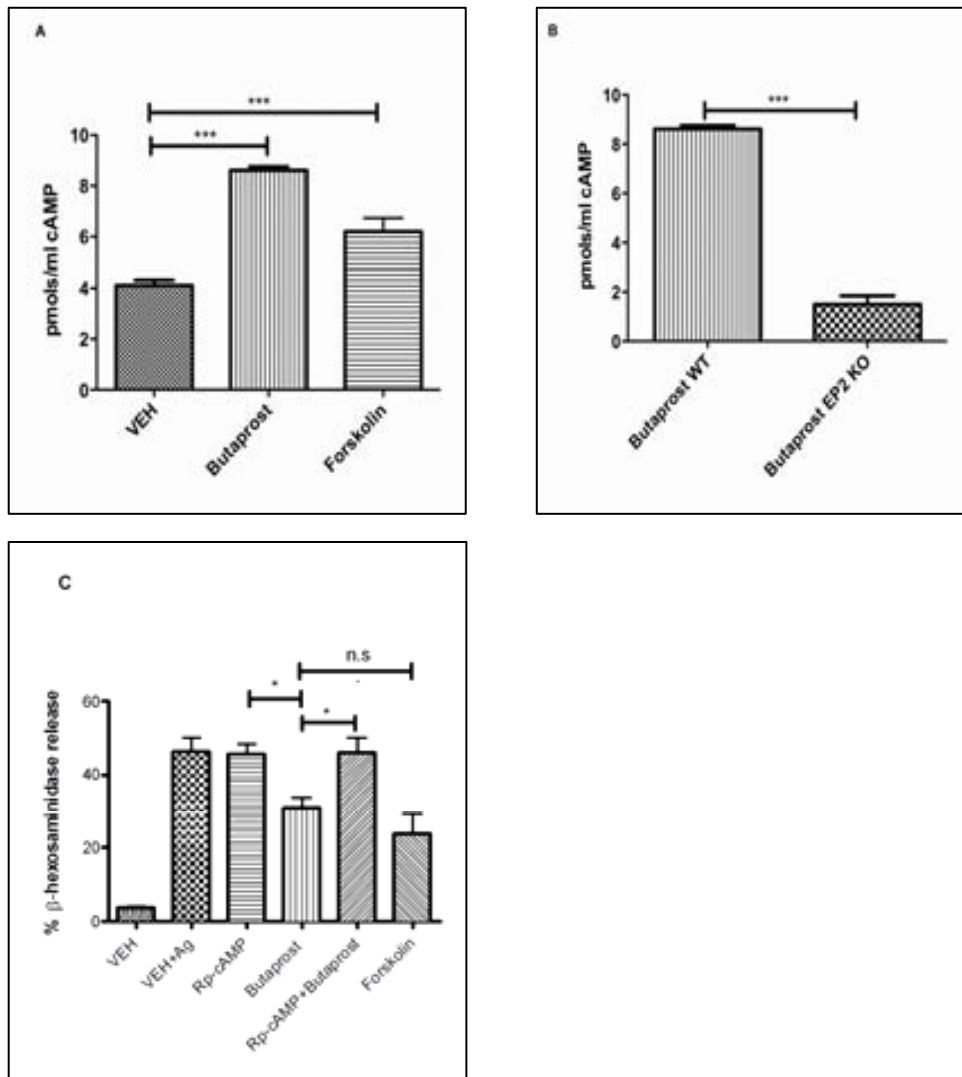 A
***
***
10
8
6
4
2
0
pmols/ml cAMP
VEH
Butaprost
Forskolin
B
***
10
8
6
4
2
0
pmols/ml cAMP
Butaprost WT
Butaprost EP2 KO
C
n.s
*
*
60
40
20
0
% β-hexosaminidase release
VEH
VEH+Ag
Rp-cAMP
Butaprost
Rp-cAMP+Butaprost
Forskolin